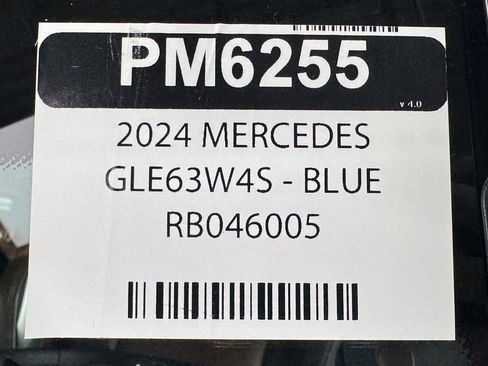 PM6255
v 4.0
2024 MERCEDES
GLE63W4S - BLUE
RB046005